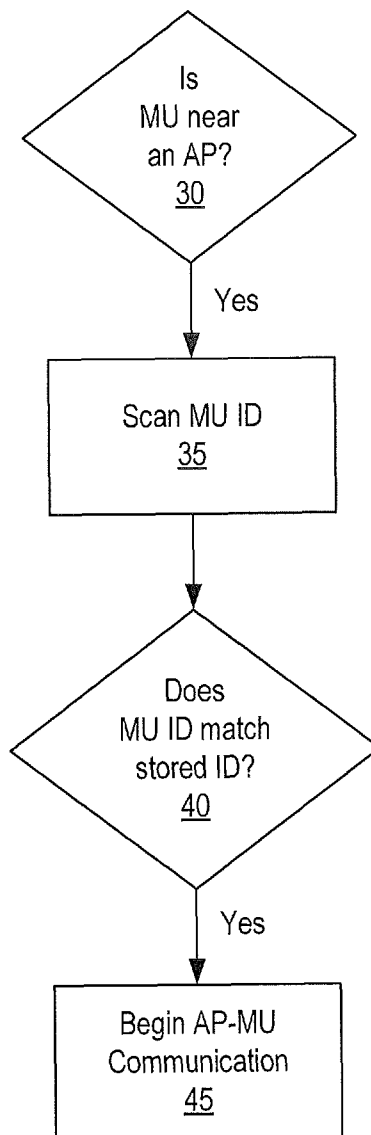 Is
MU near
an AP?
30
Yes
Scan MU ID
35
Does
MU ID match
stored ID?
40
Yes
Begin AP-MU
Communication
45